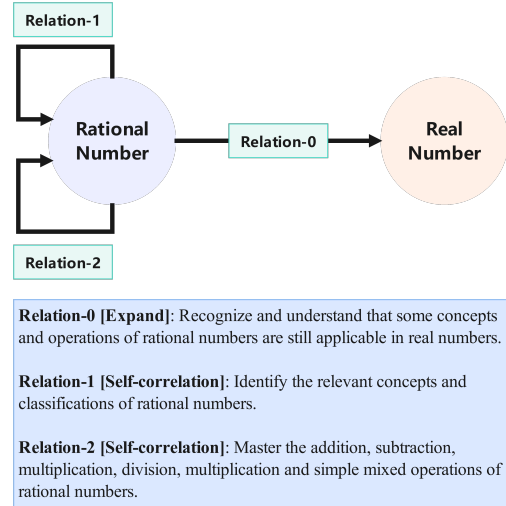 Relation-1
Rational
Number
Relation-0
Real
Number
Relation-2
Relation-0 [Expand]: Recognize and understand that some concepts
and operations of rational numbers are still applicable in real numbers.
Relation-1 [Self-correlation]: Identify the relevant concepts and
classifications of rational numbers.
Relation-2 [Self-correlation]: Master the addition, subtraction,
multiplication, division, multiplication and simple mixed operations of
rational numbers.